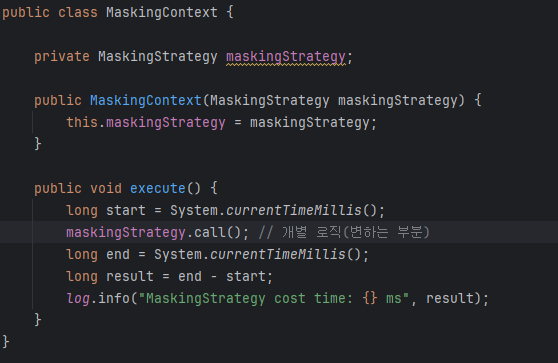 public class MaskingContext {
private MaskingStrategy maskingStrategy;
public MaskingContext(MaskingStrategy maskingStrategy) {
this.maskingStrategy = maskingStrategy;
}
public void execute() {
long start = System.currentTimeMillis();
maskingStrategy.call(); // 개별 로직(변하는 부분)
long end = System.currentTimeMillis();
long result = end - start;
log.info("MaskingStrategy cost time: {} ms", result);
}
}